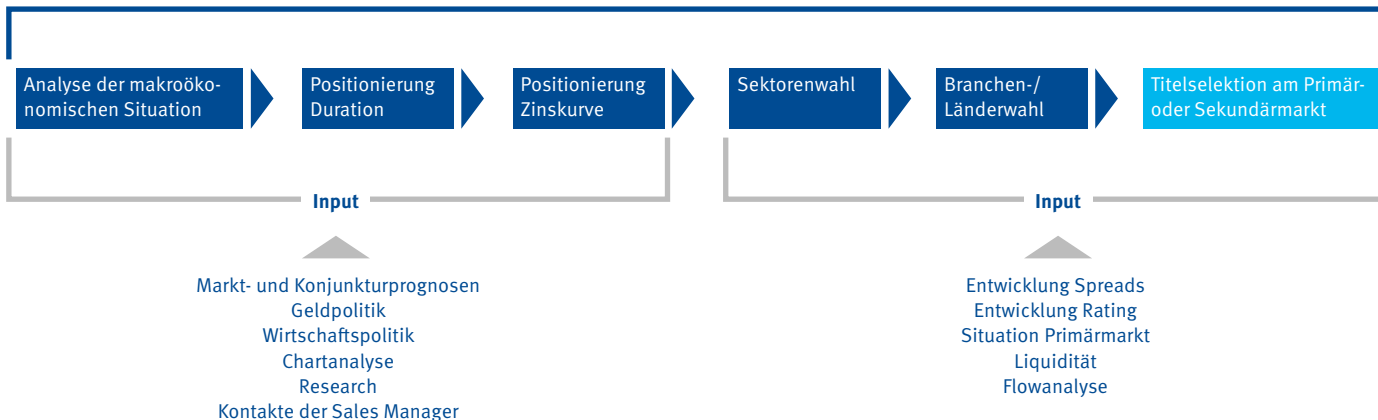 Analyse der makroöko-
nomischen Situation
Positionierung
Duration
Positionierung
Zinskurve
Sektorenwahl
Branchen-/
Länderwahl
Titelselektion am Primär-
oder Sekundärmarkt
Input
Markt- und Konjunkturprognosen
Geldpolitik
Wirtschaftspolitik
Chartanalyse
Research
Kontakte der Sales Manager
Input
Entwicklung Spreads
Entwicklung Rating
Situation Primärmarkt
Liquidität
Flowanalyse